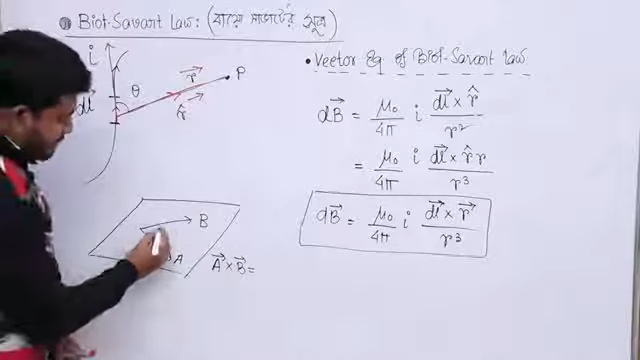 Biot-Savart Law: (বায়ো সাভার্টের সূত্র)
i
dl
θ
r
r̂
P
B
A
A⃗ × B⃗ =
• Vector Eq of Biot-Savart Law
dB⃗ = μ₀/4π i (dl⃗ × r̂)/r²
= μ₀/4π i (dl⃗ × r̂ r)/r³
dB⃗ = μ₀/4π i (dl⃗ × r⃗)/r³